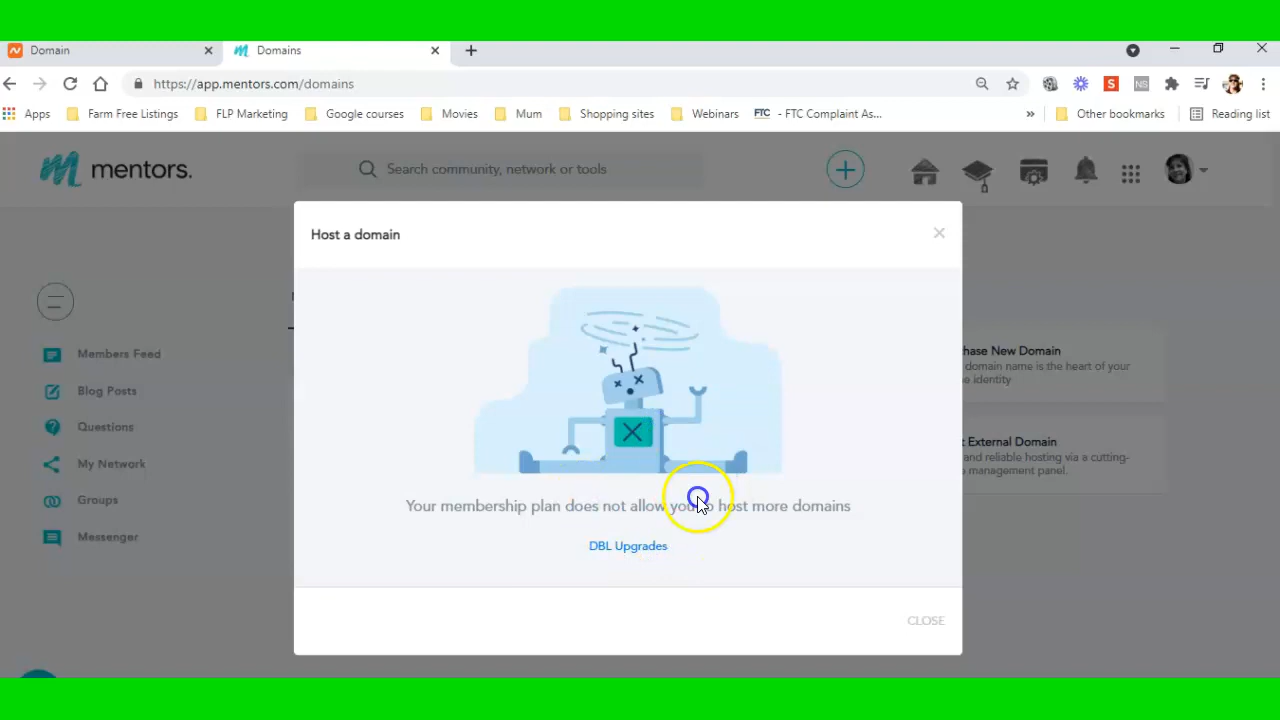 Domain
Domains
https://app.mentors.com/domains
S
NS
Apps
Farm Free Listings
FLP Marketing
Google courses
Movies
Mum
Shopping sites
Webinars
FTC - FTC Complaint As...
»
Other bookmarks
Reading list
mentors.
Search community, network or tools
Host a domain
Members Feed
Blog Posts
Questions
My Network
Groups
Messenger
hase New Domain
domain name is the heart of your
e identity
t External Domain
and reliable hosting via a cutting-
management panel.
Your membership plan does not allow you to host more domains
DBL Upgrades
CLOSE